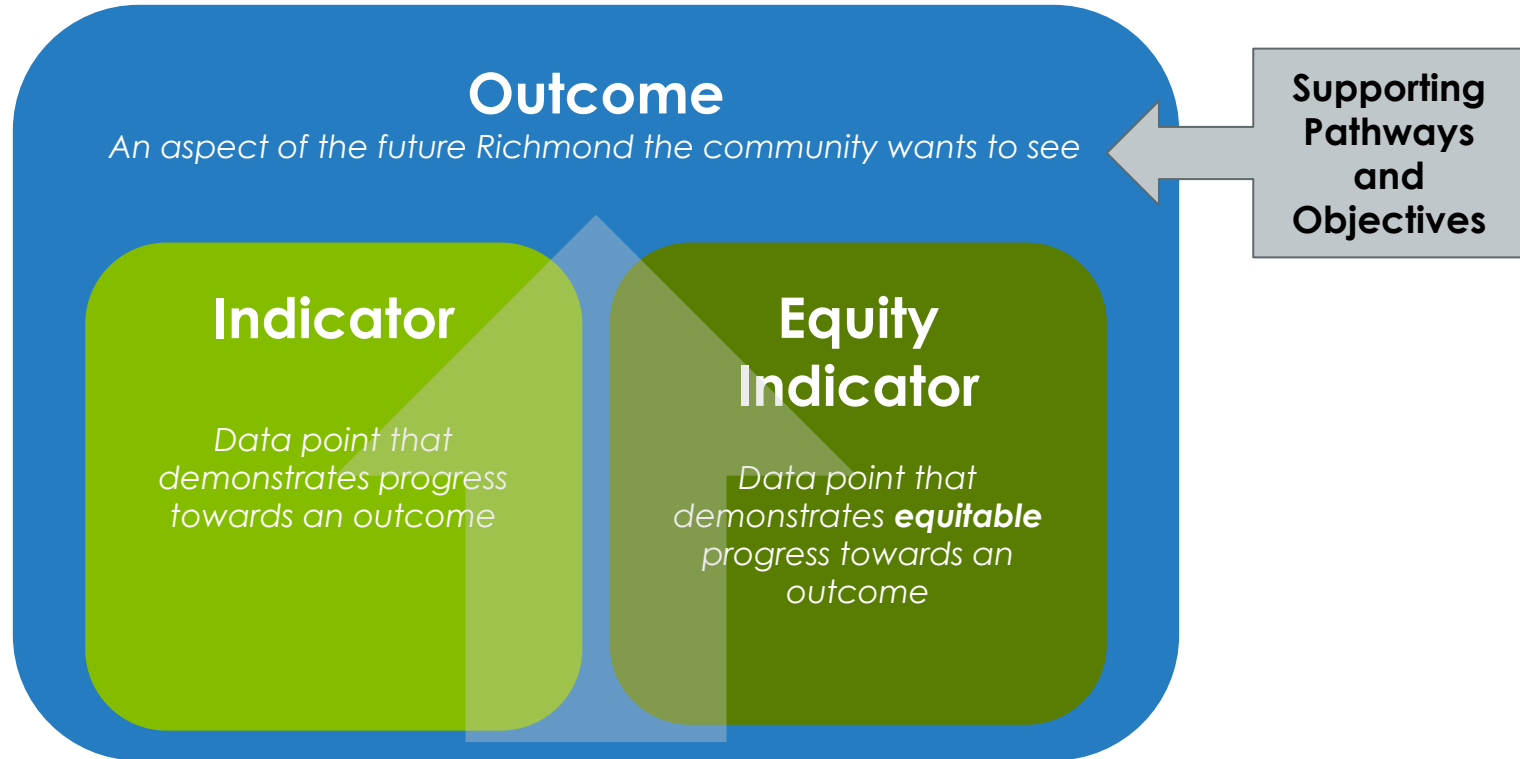 Outcome
An aspect of the future Richmond the community wants to see
Supporting
Pathways
and
Objectives
Indicator
Data point that
demonstrates progress
towards an outcome
Equity
Indicator
Data point that
demonstrates equitable
progress towards an
outcome